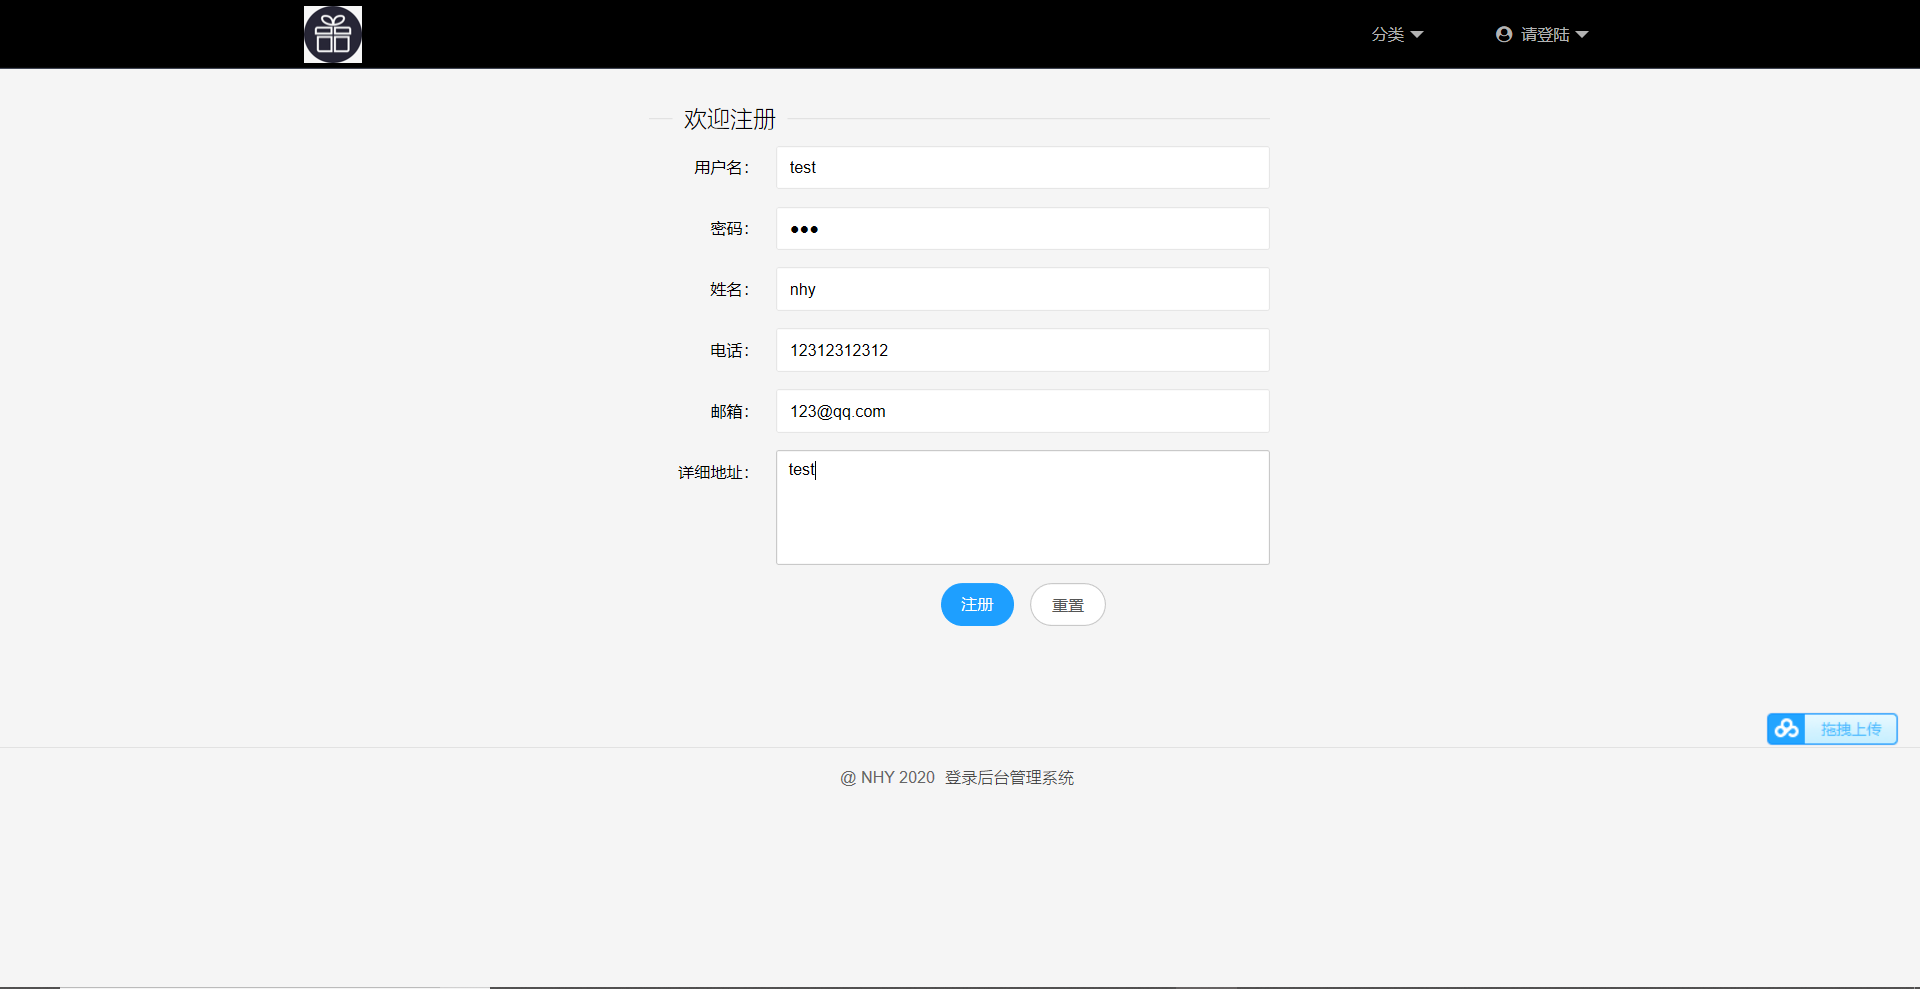 分类
请登陆
欢迎注册
用户名： test
密码： ●●●
姓名： nhy
电话： 12312312312
邮箱： 123@qq.com
详细地址： test
注册 重置
拖拽上传
@ NHY 2020 登录后台管理系统